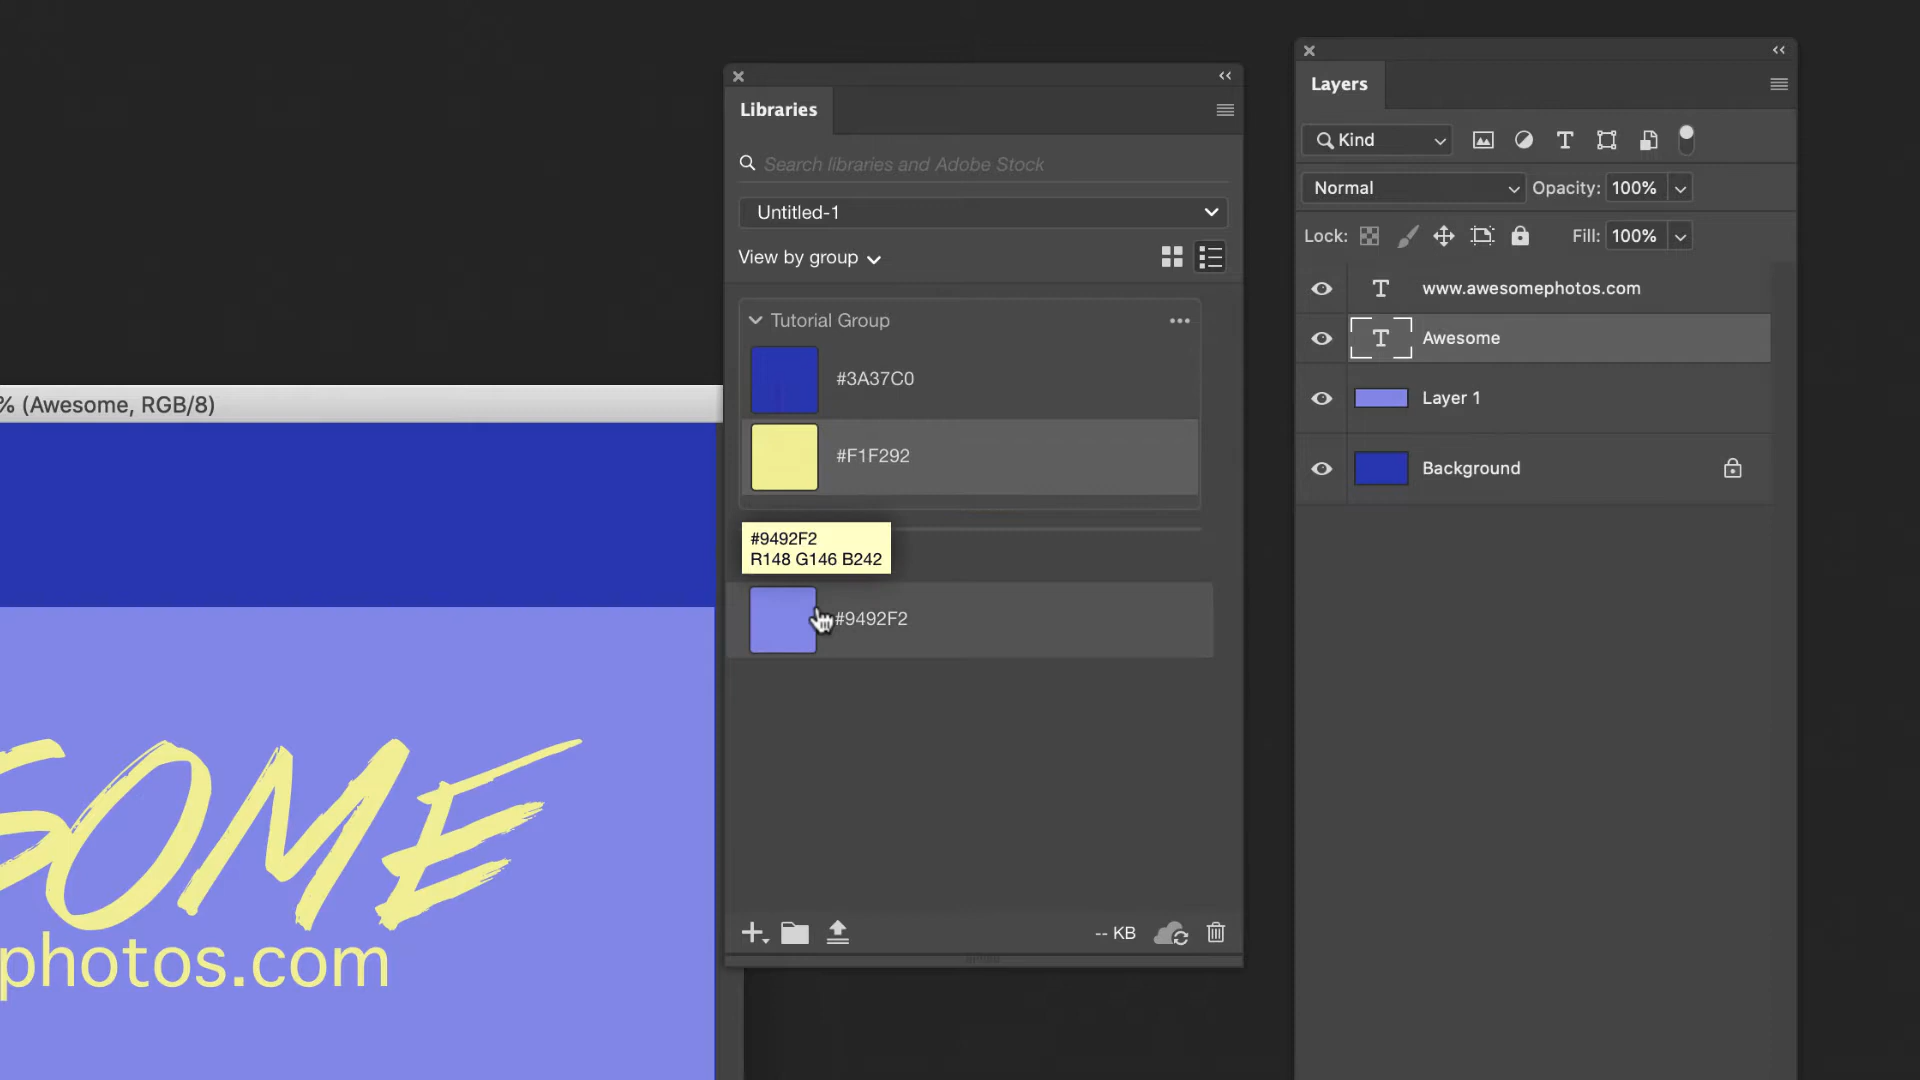 Libraries
Search libraries and Adobe Stock
Untitled-1
View by group
Tutorial Group
#3A37C0
#F1F292
#9492F2
R148 G146 B242
#9492F2
-- KB
% (Awesome, RGB/8)
SOME
photos.com
Layers
Kind
Normal
Opacity: 100%
Lock:
Fill: 100%
www.awesomephotos.com
Awesome
Layer 1
Background